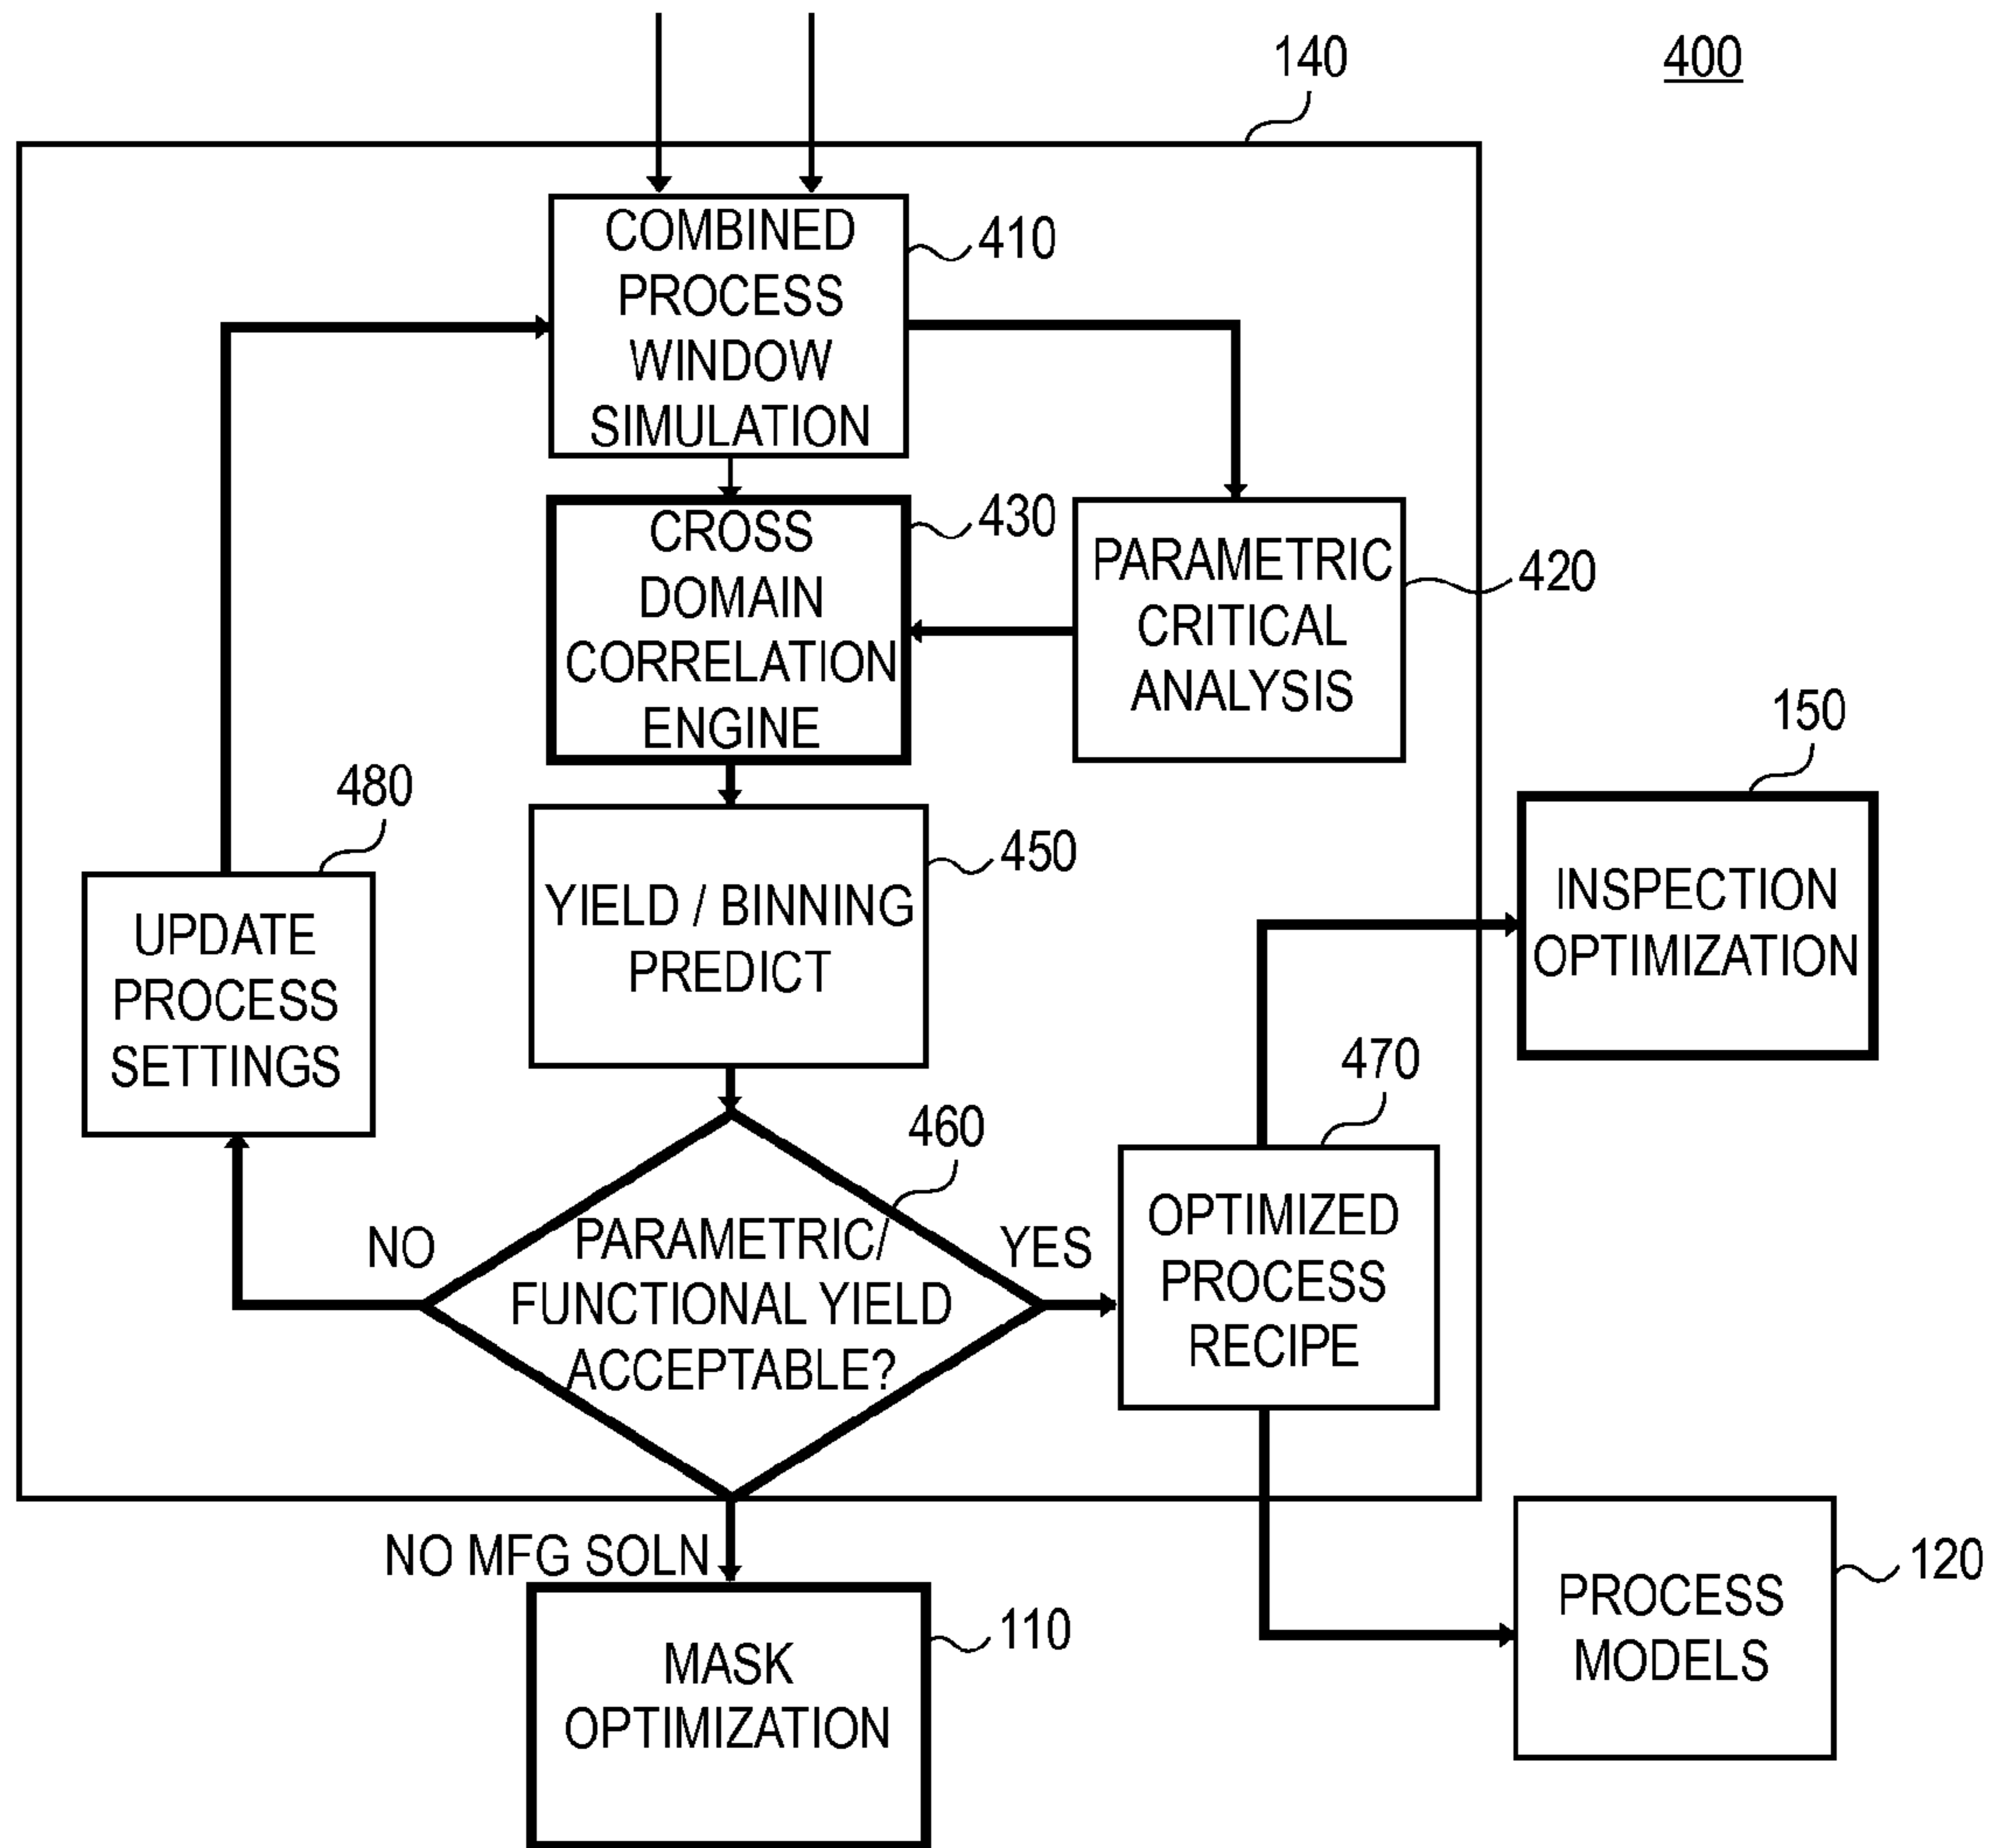 400
140
COMBINED
PROCESS
WINDOW
SIMULATION
410
CROSS
DOMAIN
CORRELATION
ENGINE
430
PARAMETRIC
CRITICAL
ANALYSIS
420
150
INSPECTION
OPTIMIZATION
480
UPDATE
PROCESS
SETTINGS
YIELD / BINNING
PREDICT
450
460
PARAMETRIC/
FUNCTIONAL YIELD
ACCEPTABLE?
NO
YES
470
OPTIMIZED
PROCESS
RECIPE
NO MFG SOLN
MASK
OPTIMIZATION
110
PROCESS
MODELS
120